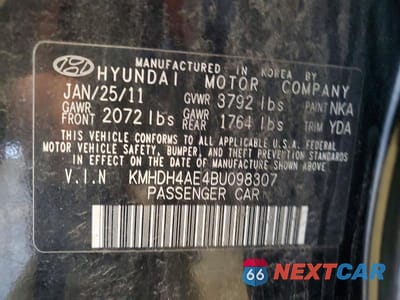 MANUFACTURED IN KOREA BY
HYUNDAI MOTOR COMPANY
JAN/25/11 GVWR 3792 lbs PAINT NKA
GAWR FRONT 2072 lbs GAWR REAR 1764 lbs TRIM YDA
THIS VEHICLE CONFORMS TO ALL APPLICABLE U.S.A. FEDERAL
MOTOR VEHICLE SAFETY, BUMPER, AND THEFT PREVENTION STANDARDS
IN EFFECT ON THE DATE OF MANUFACTURE SHOWN ABOVE.
V.I.N KMHDH4AE4BU098307
PASSENGER CAR
66 NEXTCAR